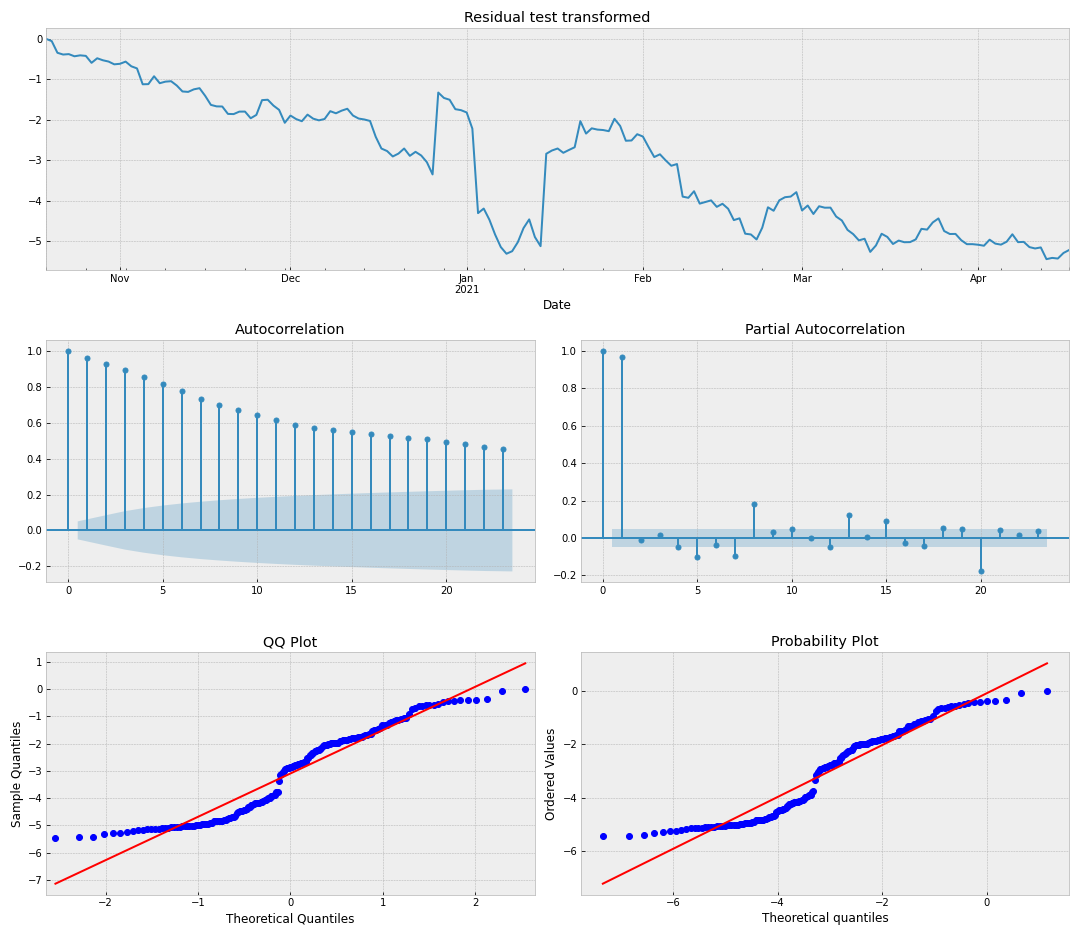 Residual test transformed
0
−1
−2
−3
−4
−5
Nov Dec Jan Feb Mar Apr
2021
Date
Autocorrelation Partial Autocorrelation
1.0 1.0
0.8 0.8
0.6 0.6
0.4 0.4
0.2 0.2
0.0 0.0
−0.2 −0.2
0 5 10 15 20 0 5 10 15 20
QQ Plot Probability Plot
Sample Quantiles
1
0
−1
−2
−3
−4
−5
−6
−7
−2 −1 0 1 2
Theoretical Quantiles
Ordered Values
0
−2
−4
−6
−6 −4 −2 0
Theoretical quantiles